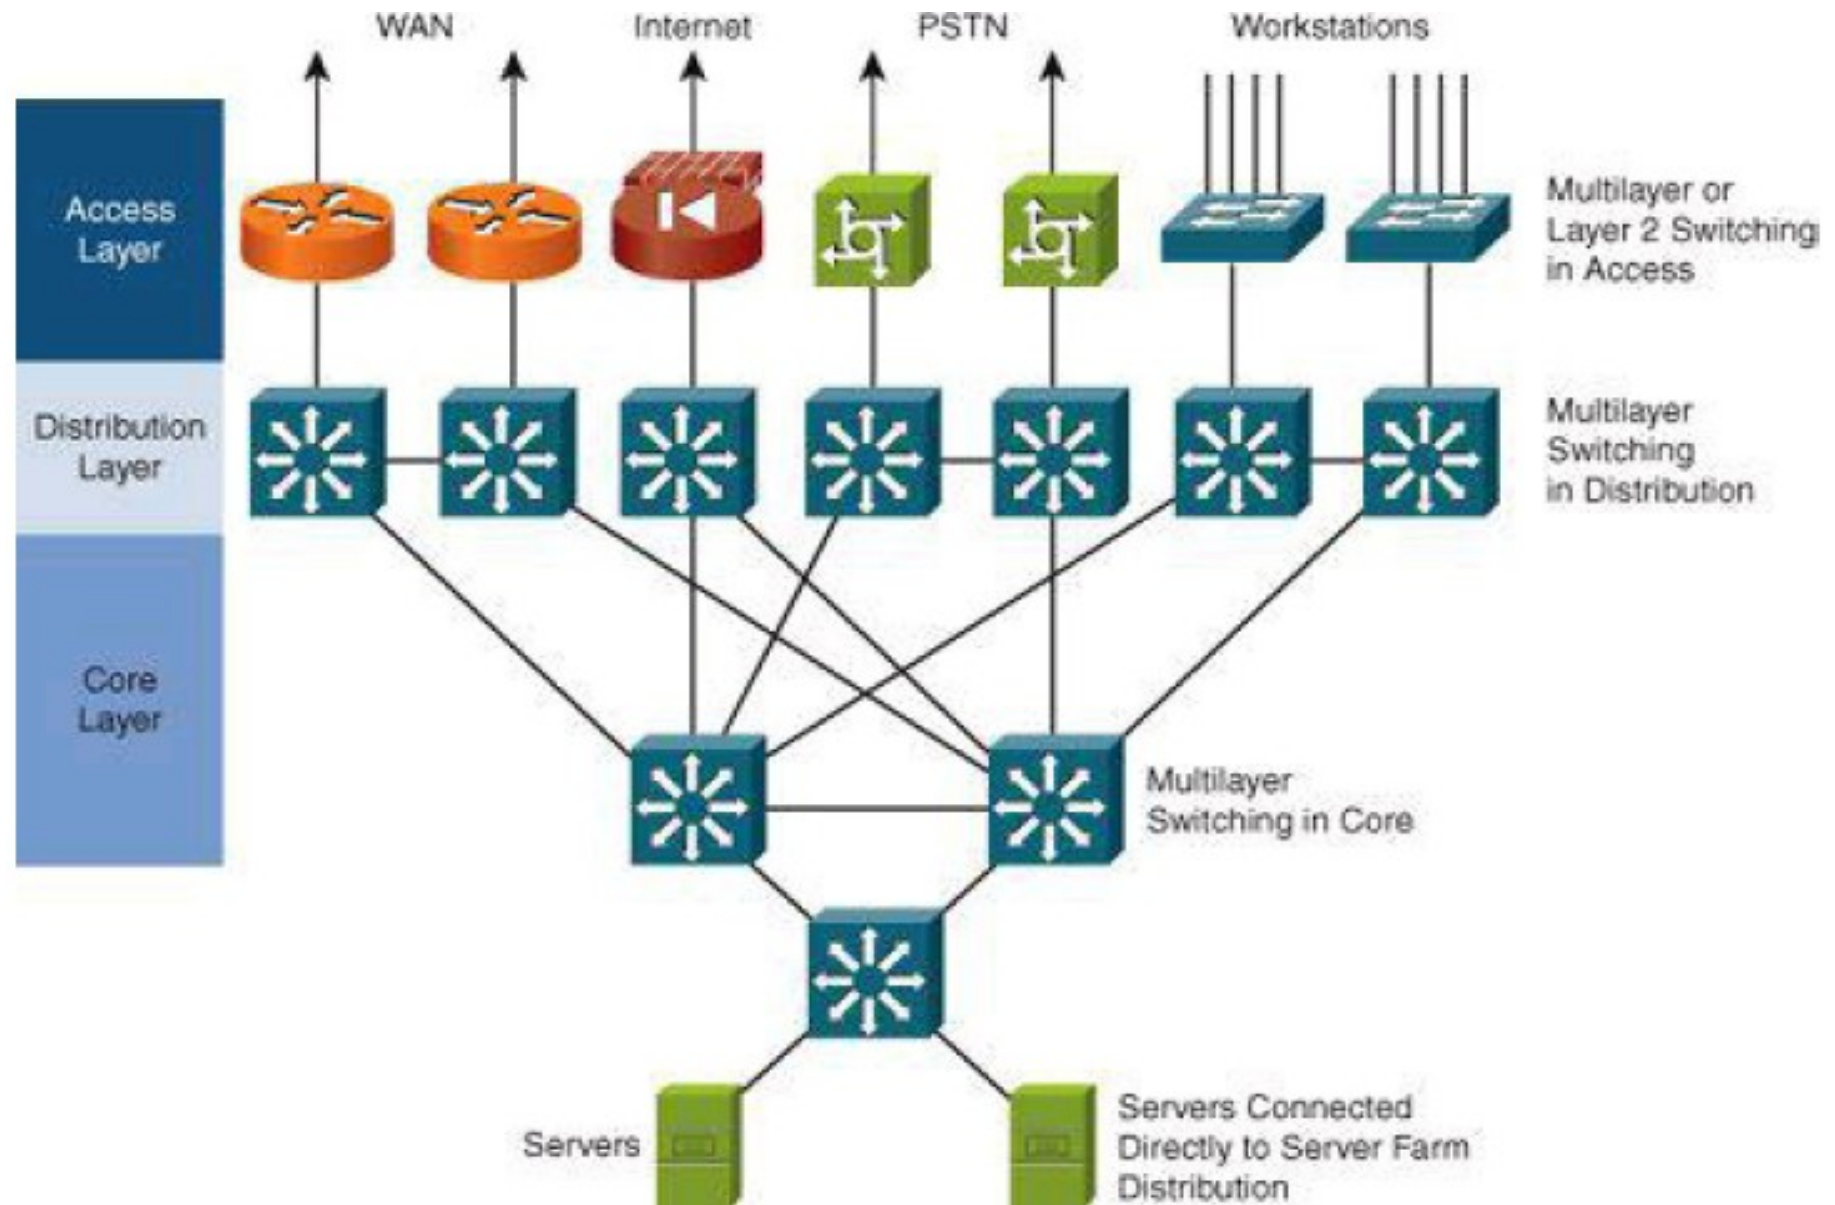 WAN
Internet
PSTN
Workstations
Access
Layer
Multilayer or
Layer 2 Switching
in Access
Distribution
Layer
Multilayer
Switching
in Distribution
Core
Layer
Multilayer
Switching in Core
Servers
Servers Connected
Directly to Server Farm
Distribution